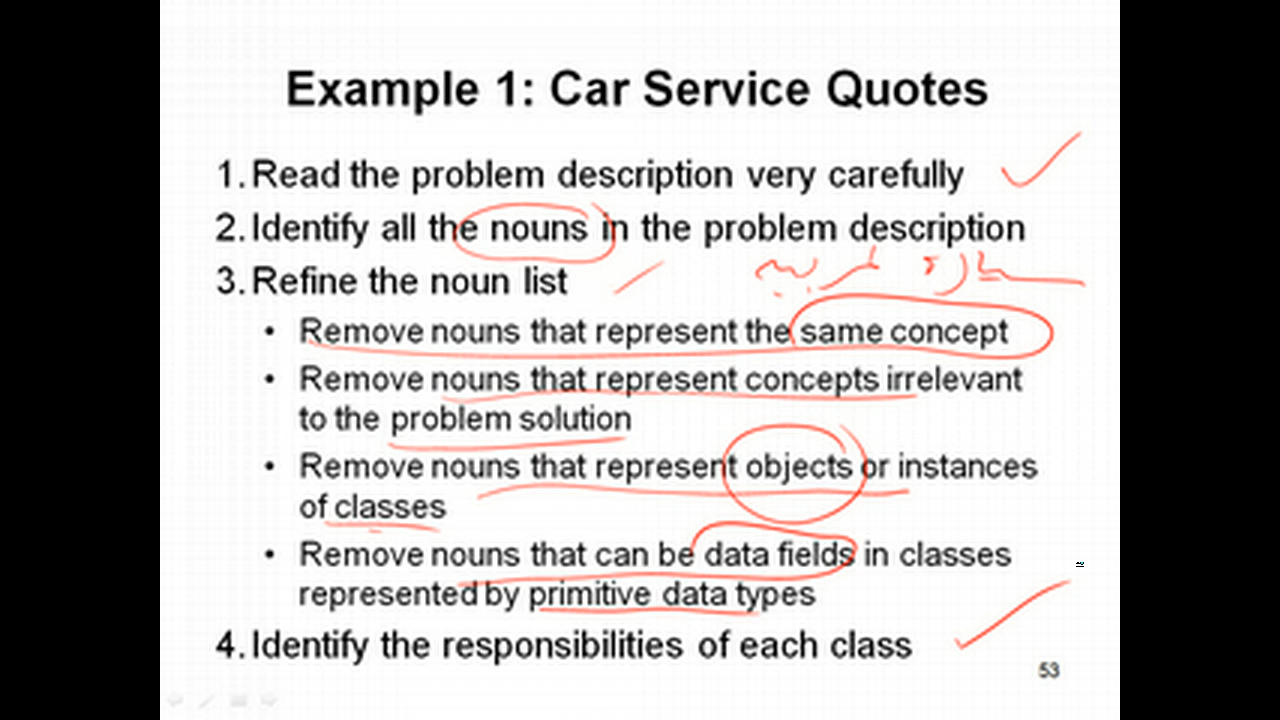 Example 1: Car Service Quotes
1. Read the problem description very carefully
2. Identify all the nouns in the problem description
3. Refine the noun list
• Remove nouns that represent the same concept
• Remove nouns that represent concepts irrelevant
to the problem solution
• Remove nouns that represent objects or instances
of classes
• Remove nouns that can be data fields in classes
represented by primitive data types
4. Identify the responsibilities of each class
53